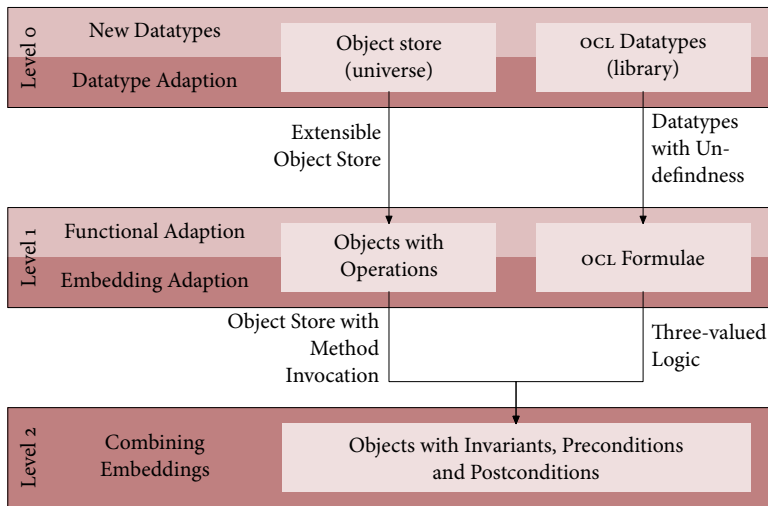 Level 0
New Datatypes
Datatype Adaption
Object store
(universe)
OCL Datatypes
(library)
Extensible
Object Store
Datatypes
with Un-
defindness
Level 1
Functional Adaption
Embedding Adaption
Objects with
Operations
OCL Formulae
Object Store with
Method
Invocation
Three-valued
Logic
Level 2
Combining
Embeddings
Objects with Invariants, Preconditions
and Postconditions